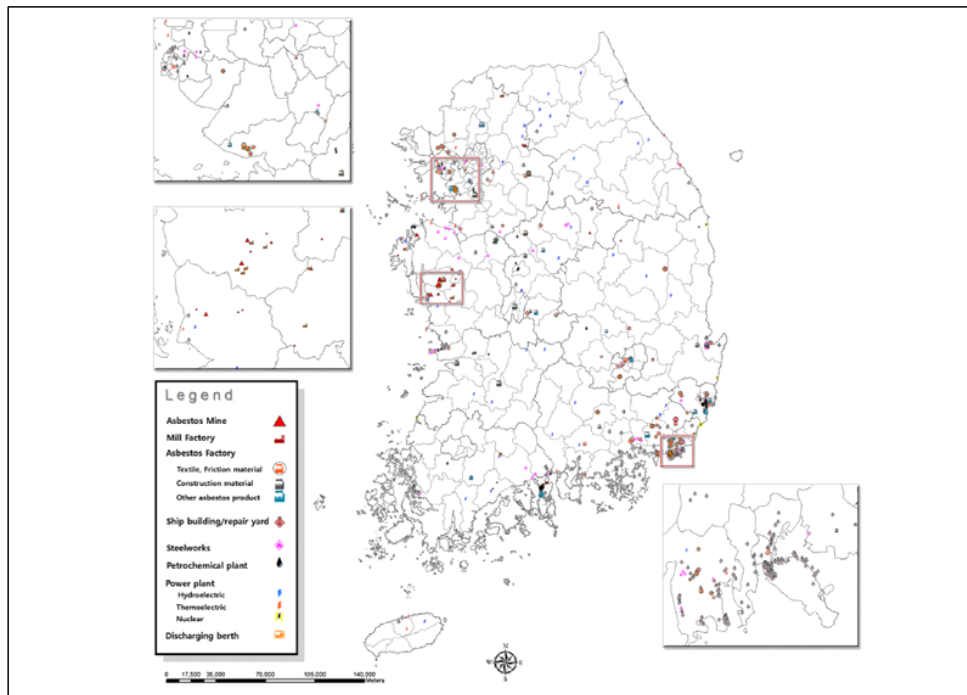 Legend
Asbestos Mine
Mill Factory
Asbestos Factory
Textile, Friction material
Construction material
Other asbestos product
Ship building/repair yard
Steelworks
Petrochemical plant
Power plant
Hydroelectric
Thermoelectric
Nuclear
Discharging berth
0 17,500 35,000 70,000 105,000 140,000
Meters
N
W E
S